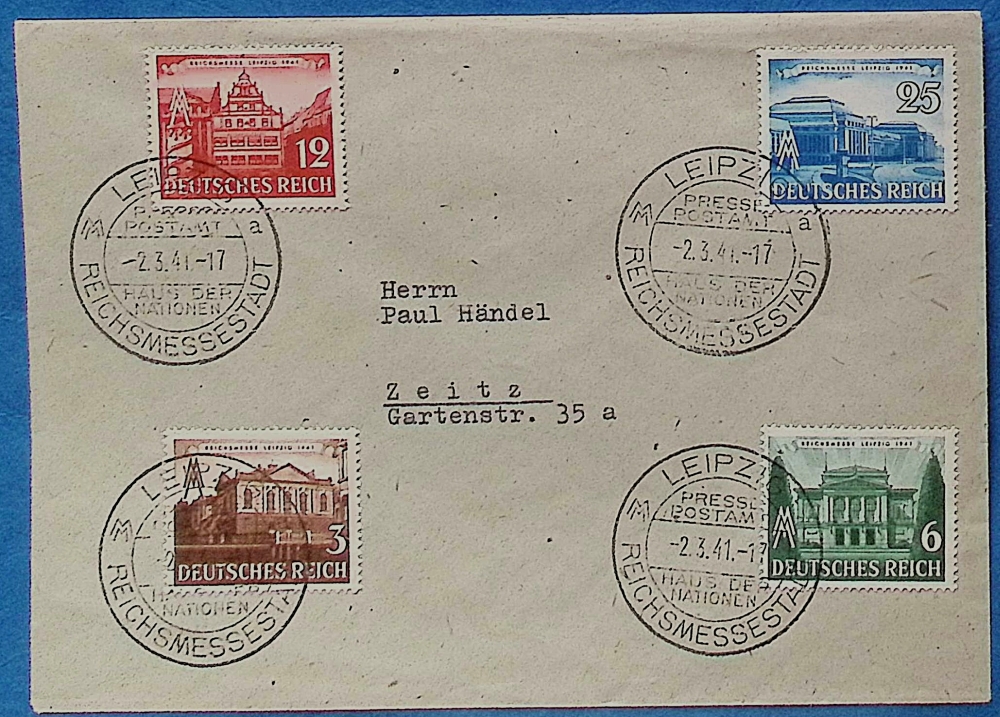 REICHSMESSE LEIPZIG 1941
12
DEUTSCHES REICH
REICHSMESSE LEIPZIG 1941
25
DEUTSCHES REICH
LEIPZ
POSTAMT
a
-2.3.41.-17
HAUS DER
NATIONEN
REICHSMESSESTADT
LEIPZ
PRESSE
POSTAMT
a
-2.3.41.-17
HAUS DER
NATIONEN
REICHSMESSESTADT
Herrn
Paul Händel
Zeitz
Gartenstr. 35 a
REICHSMESSE LEIPZIG 1941
3
DEUTSCHES REICH
REICHSMESSE LEIPZIG 1941
6
DEUTSCHES REICH
LEIPZ
NATIONEN
REICHSMESSESTA
LEIPZ
PRESSE
POSTAMT
-2.3.41.-17
HAUS DER
NATIONEN
REICHSMESSESTADT